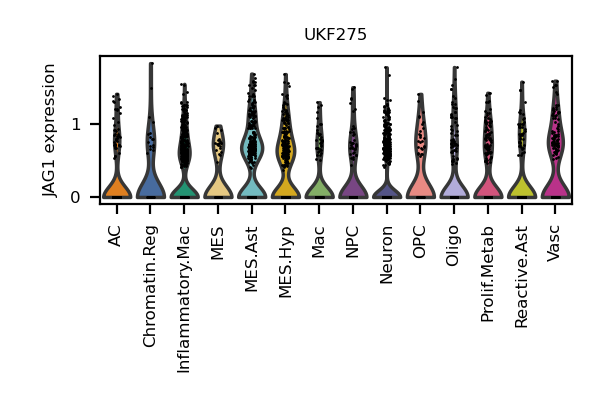 UKF275
JAG1 expression
1
0
AC
Chromatin.Reg
Inflammatory.Mac
MES
MES.Ast
MES.Hyp
Mac
NPC
Neuron
OPC
Oligo
Prolif.Metab
Reactive.Ast
Vasc